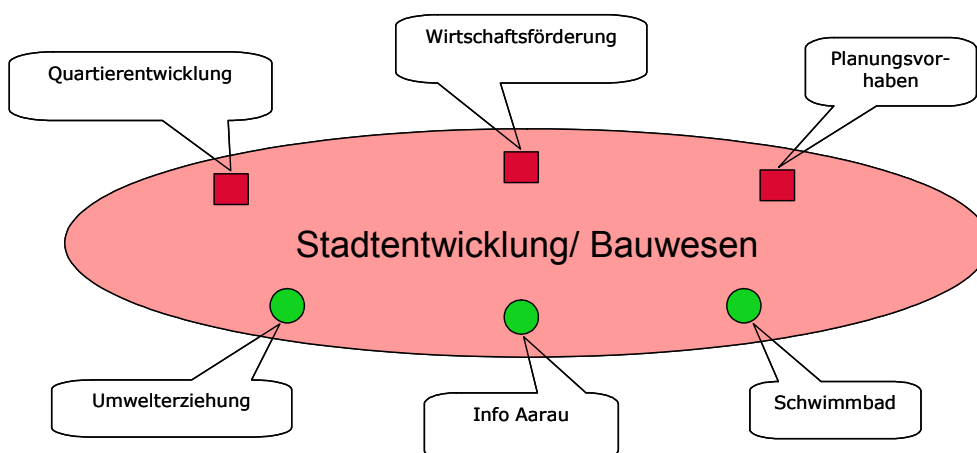 Wirtschaftsförderung
Quartierentwicklung
Planungsvor-
haben
Stadtentwicklung/ Bauwesen
Umwelterziehung
Info Aarau
Schwimmbad